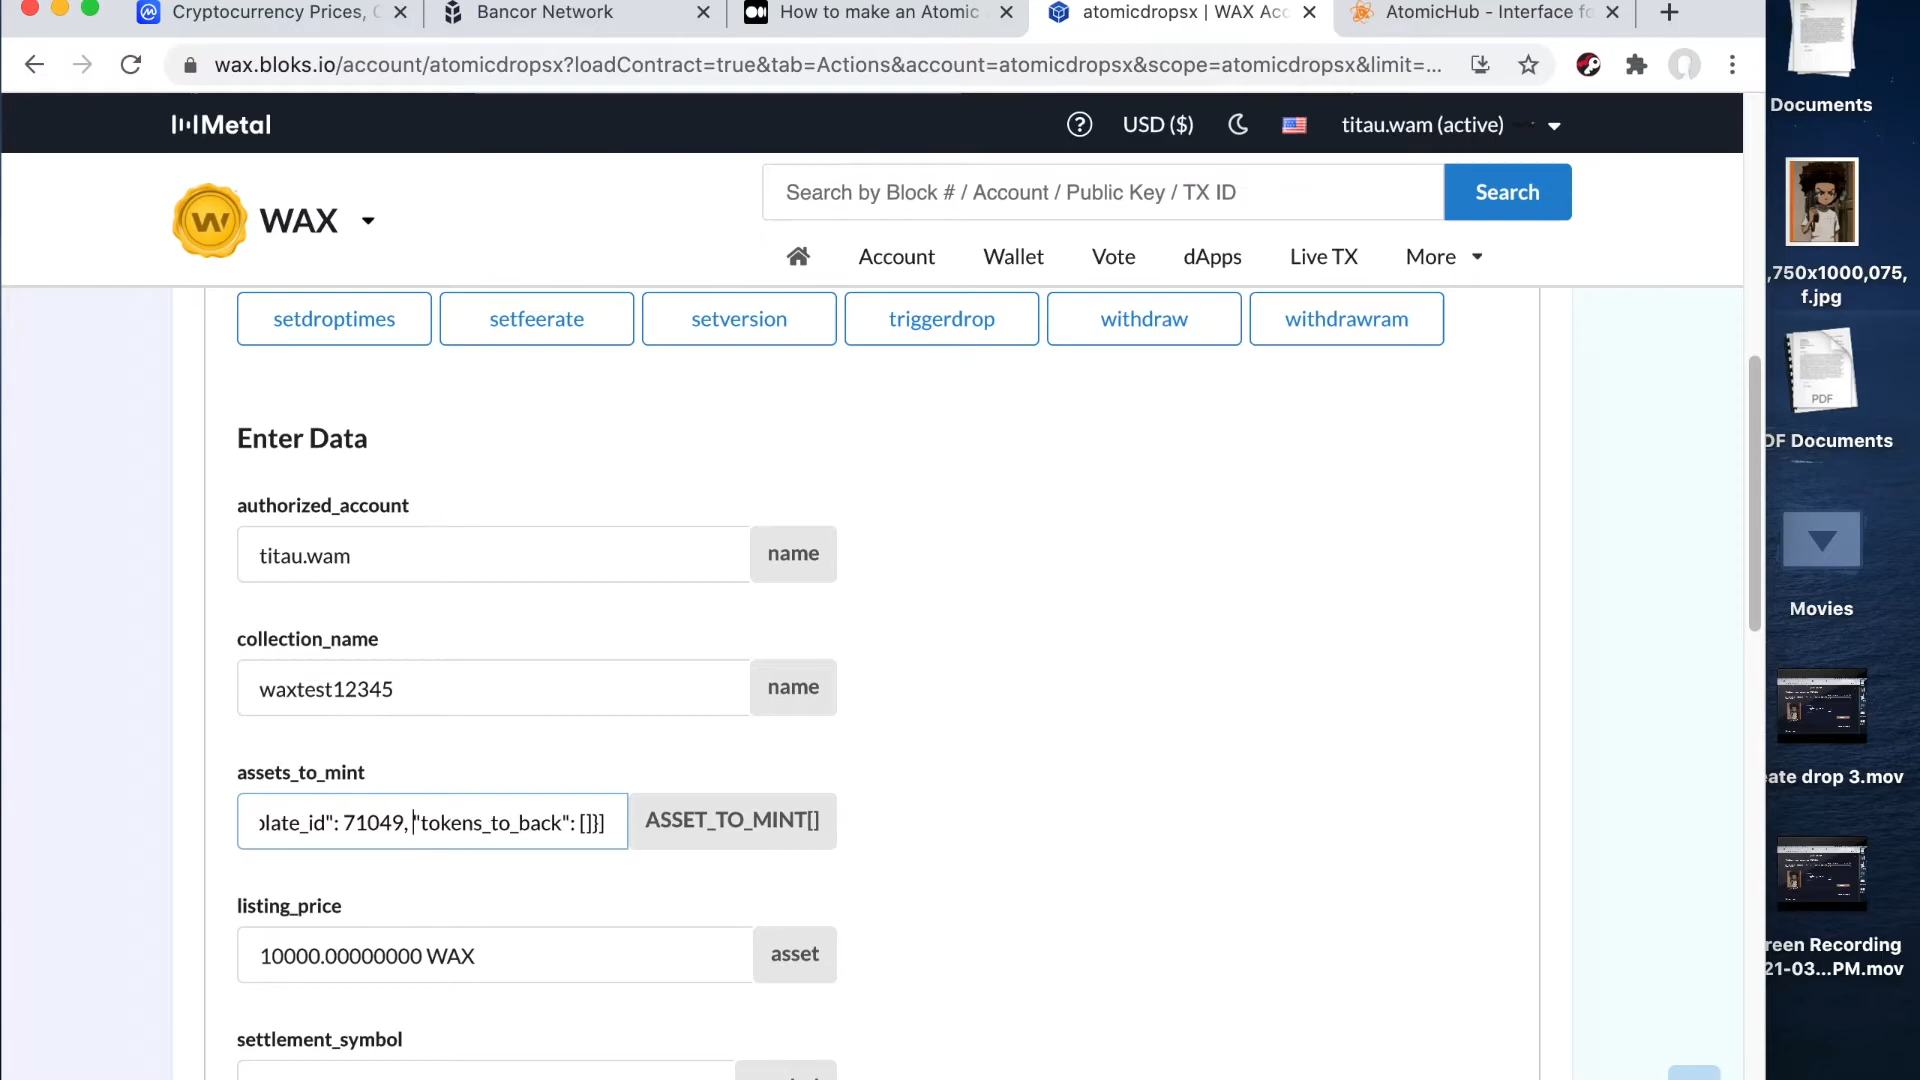 Cryptocurrency Prices,
Bancor Network
How to make an Atomic
atomicdropsx | WAX Acc
AtomicHub - Interface fo
wax.bloks.io/account/atomicdropsx?loadContract=true&tab=Actions&account=atomicdropsx&scope=atomicdropsx&limit=...
Metal
USD ($)
titau.wam (active)
W WAX
Search by Block # / Account / Public Key / TX ID
Search
Account
Wallet
Vote
dApps
Live TX
More
setdroptimes
setfeerate
setversion
triggerdrop
withdraw
withdrawram
Enter Data
authorized_account
titau.wam
name
collection_name
waxtest12345
name
assets_to_mint
plate_id": 71049, "tokens_to_back": []}]
ASSET_TO_MINT[]
listing_price
10000.00000000 WAX
asset
settlement_symbol
Documents
,750x1000,075,
f.jpg
PDF
DF Documents
Movies
eate drop 3.mov
reen Recording
21-03...PM.mov